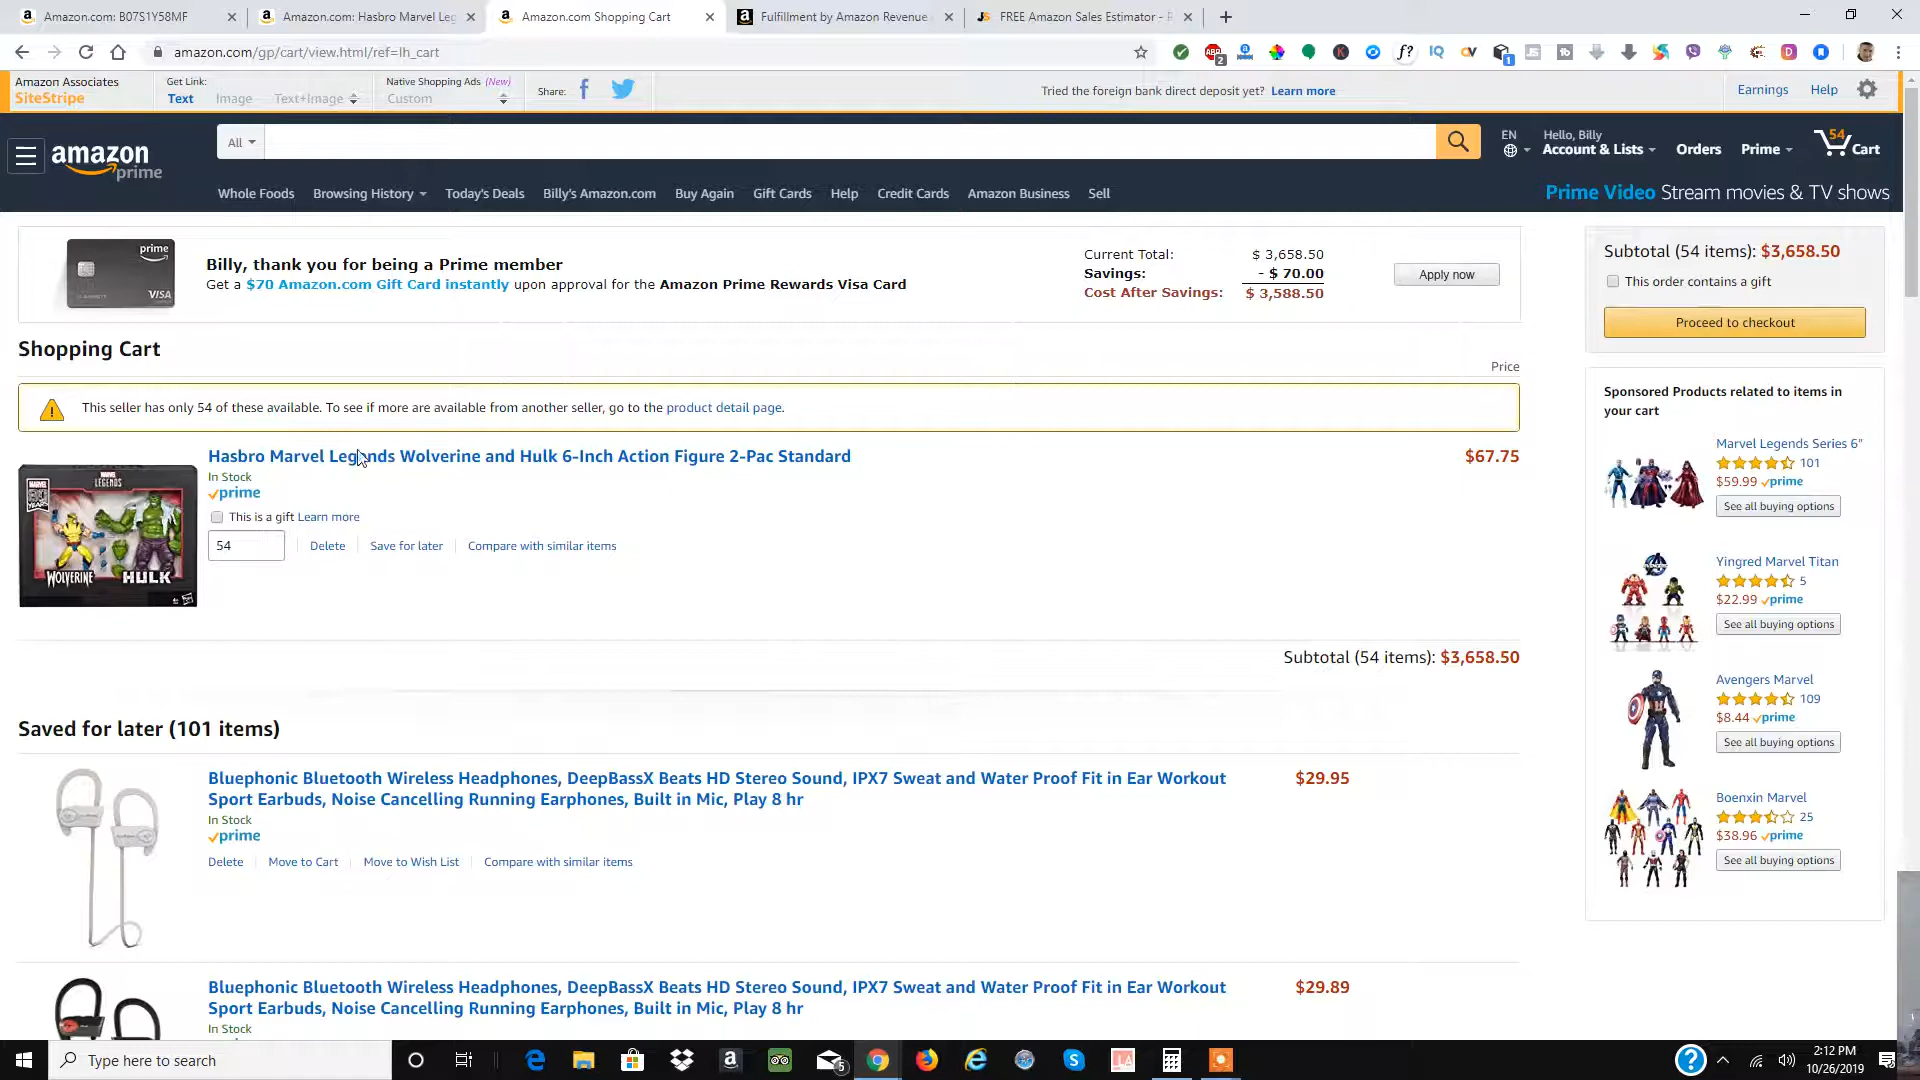 Amazon.com: B07S1Y58MF
Amazon.com: Hasbro Marvel Leg
Amazon.com Shopping Cart
Fulfillment by Amazon Revenue
FREE Amazon Sales Estimator -
amazon.com/gp/cart/view.html/ref=lh_cart
Amazon Associates
SiteStripe
Get Link:
Text Image Text+Image
Native Shopping Ads (New)
Custom
Share:
Tried the foreign bank direct deposit yet? Learn more
Earnings Help
amazon
prime
All
EN
Hello, Billy
Account & Lists
Orders
Prime
54
Cart
Whole Foods Browsing History Today's Deals Billy's Amazon.com Buy Again Gift Cards Help Credit Cards Amazon Business Sell
Prime Video Stream movies & TV shows
prime
VISA
Billy, thank you for being a Prime member
Get a $70 Amazon.com Gift Card instantly upon approval for the Amazon Prime Rewards Visa Card
Current Total: $ 3,658.50
Savings: - $ 70.00
Cost After Savings: $ 3,588.50
Apply now
Subtotal (54 items): $3,658.50
This order contains a gift
Proceed to checkout
Shopping Cart
Price
This seller has only 54 of these available. To see if more are available from another seller, go to the product detail page.
Hasbro Marvel Legends Wolverine and Hulk 6-Inch Action Figure 2-Pac Standard
$67.75
In Stock
prime
This is a gift Learn more
54
Delete Save for later Compare with similar items
MARVEL
LEGENDS
WOLVERINE
HULK
Subtotal (54 items): $3,658.50
Saved for later (101 items)
Bluephonic Bluetooth Wireless Headphones, DeepBassX Beats HD Stereo Sound, IPX7 Sweat and Water Proof Fit in Ear Workout
Sport Earbuds, Noise Cancelling Running Earphones, Built in Mic, Play 8 hr
$29.95
In Stock
prime
Delete Move to Cart Move to Wish List Compare with similar items
Bluephonic Bluetooth Wireless Headphones, DeepBassX Beats HD Stereo Sound, IPX7 Sweat and Water Proof Fit in Ear Workout
Sport Earbuds, Noise Cancelling Running Earphones, Built in Mic, Play 8 hr
$29.89
In Stock
Sponsored Products related to items in
your cart
Marvel Legends Series 6"
101
$59.99 prime
See all buying options
Yingred Marvel Titan
5
$22.99 prime
See all buying options
Avengers Marvel
109
$8.44 prime
See all buying options
Boenxin Marvel
25
$38.96 prime
See all buying options
Type here to search
5
2:12 PM
10/26/2019